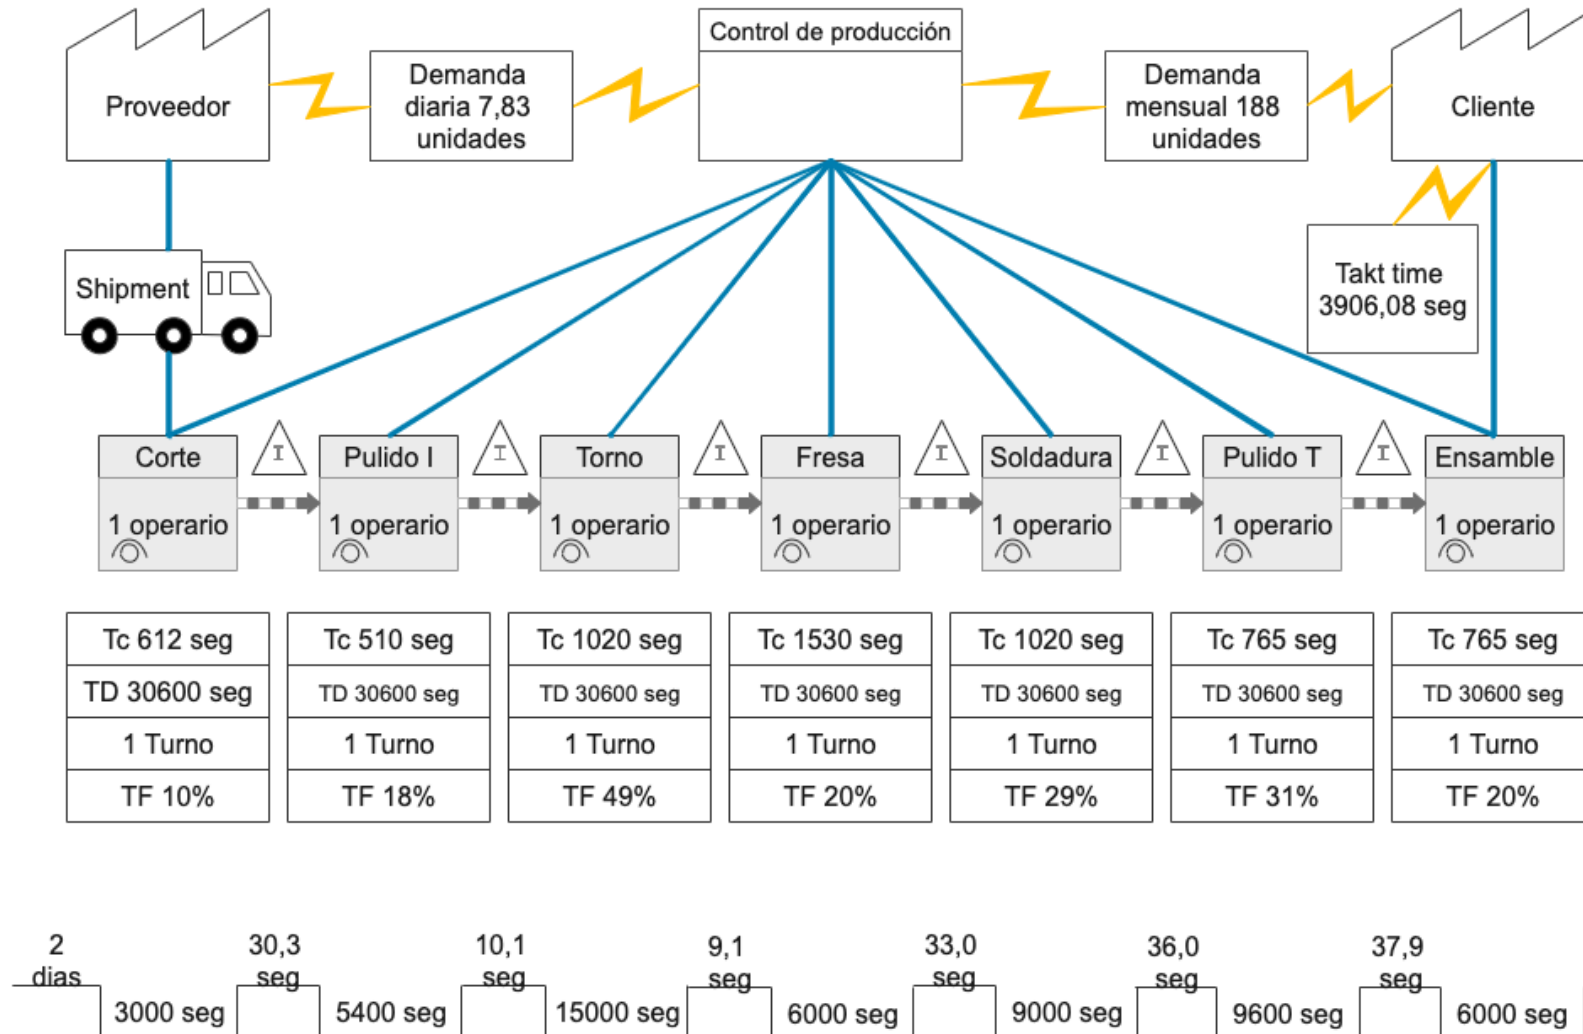 Control de producción
Proveedor
Demanda
diaria 7,83
unidades
Demanda
mensual 188
unidades
Cliente
Shipment
Takt time
3906,08 seg
Corte
I
Pulido I
I
Torno
I
Fresa
I
Soldadura
I
Pulido T
I
Ensamble
1 operario
1 operario
1 operario
1 operario
1 operario
1 operario
1 operario
Tc 612 seg
Tc 510 seg
Tc 1020 seg
Tc 1530 seg
Tc 1020 seg
Tc 765 seg
Tc 765 seg
TD 30600 seg
TD 30600 seg
TD 30600 seg
TD 30600 seg
TD 30600 seg
TD 30600 seg
TD 30600 seg
1 Turno
1 Turno
1 Turno
1 Turno
1 Turno
1 Turno
1 Turno
TF 10%
TF 18%
TF 49%
TF 20%
TF 29%
TF 31%
TF 20%
2
dias
30,3
seg
10,1
seg
9,1
seg
33,0
seg
36,0
seg
37,9
seg
3000 seg
5400 seg
15000 seg
6000 seg
9000 seg
9600 seg
6000 seg